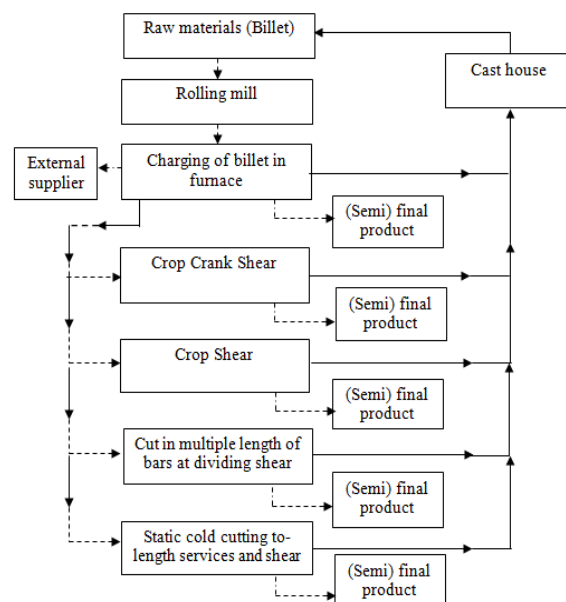 Raw materials (Billet)
Cast house
Rolling mill
External
supplier
Charging of billet in
furnace
(Semi) final
product
Crop Crank Shear
(Semi) final
product
Crop Shear
(Semi) final
product
Cut in multiple length of
bars at dividing shear
(Semi) final
product
Static cold cutting to-
length services and shear
(Semi) final
product